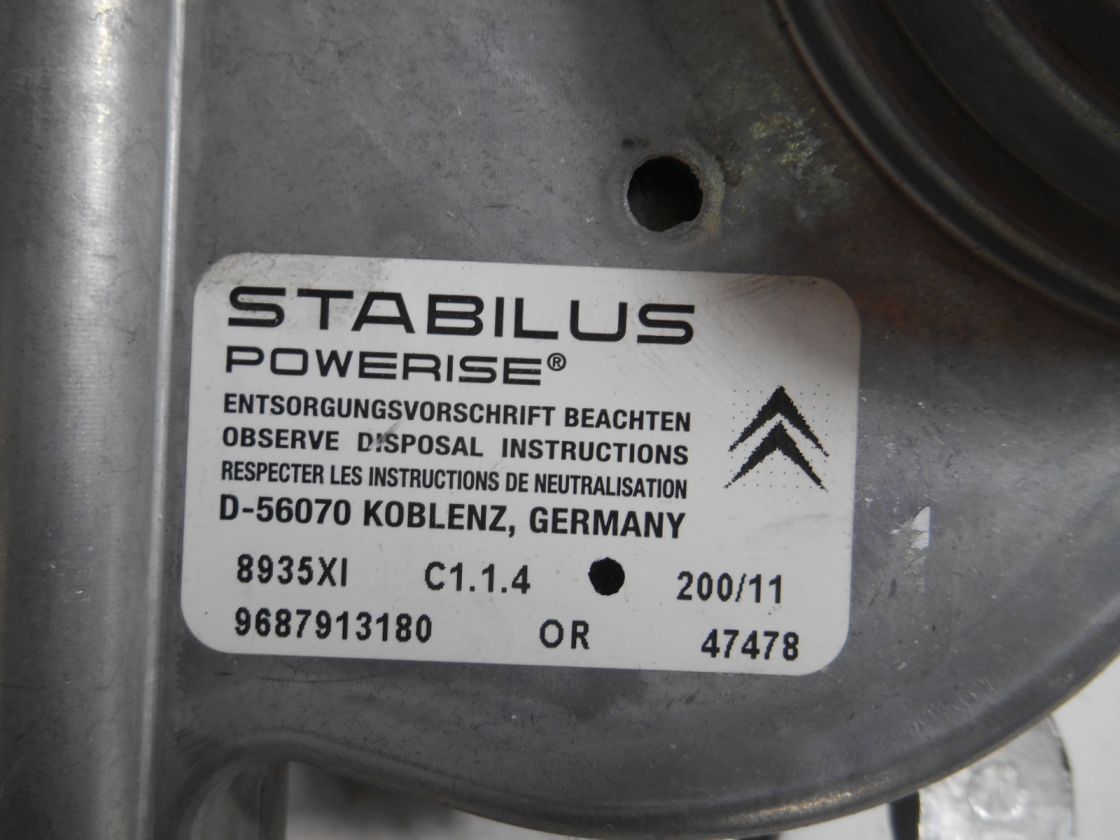 STABILUS
POWERISE®
ENTSORGUNGSVORSCHRIFT BEACHTEN
OBSERVE DISPOSAL INSTRUCTIONS
RESPECTER LES INSTRUCTIONS DE NEUTRALISATION
D-56070 KOBLENZ, GERMANY
8935XI C1.1.4 200/11
9687913180 OR 47478